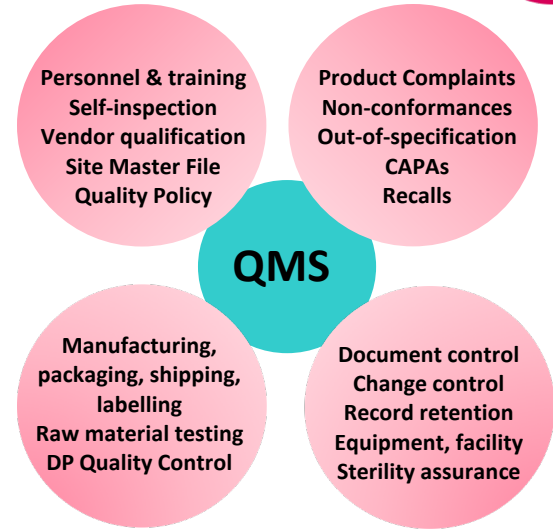 Personnel & training
Self-inspection
Vendor qualification
Site Master File
Quality Policy
Product Complaints
Non-conformances
Out-of-specification
CAPAs
Recalls
QMS
Manufacturing,
packaging, shipping,
labelling
Raw material testing
DP Quality Control
Document control
Change control
Record retention
Equipment, facility
Sterility assurance